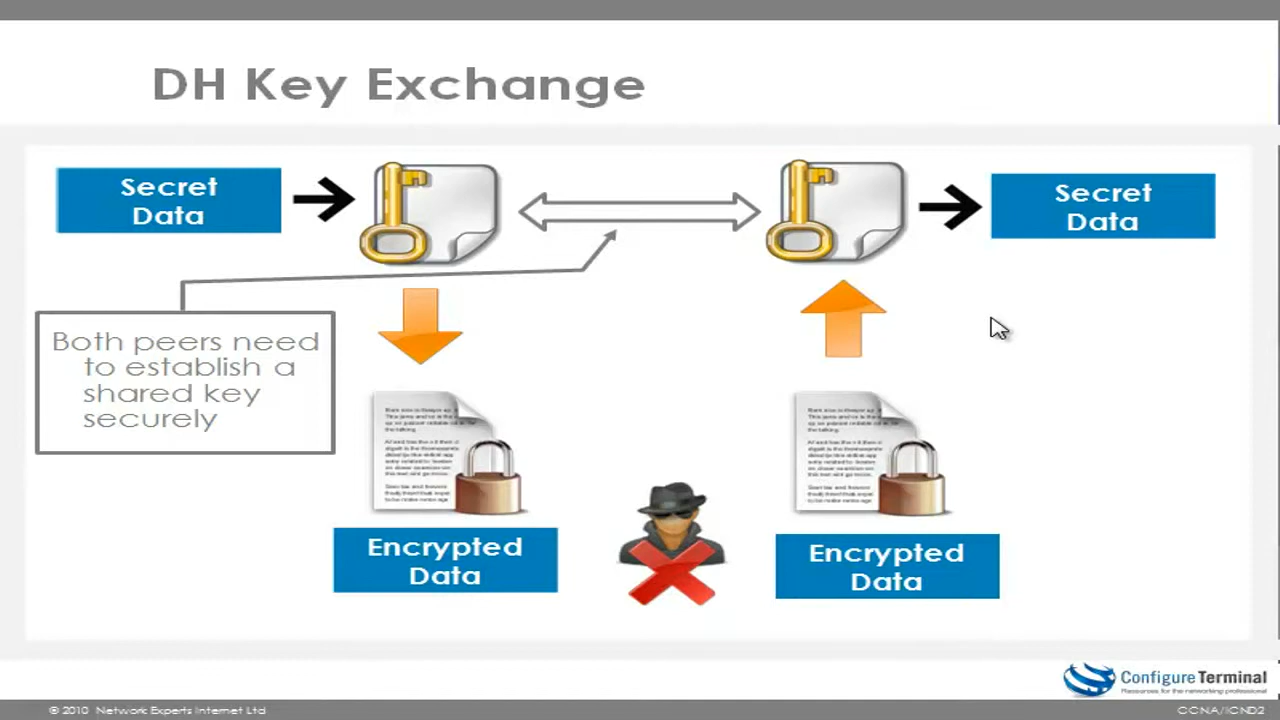 DH Key Exchange
Secret
Data
Secret
Data
Both peers need
to establish a
shared key
securely
Encrypted
Data
Encrypted
Data
Configure Terminal
Resources for the networking professional
© 2010 Network Experts Internet Ltd
CCNA/ICND2